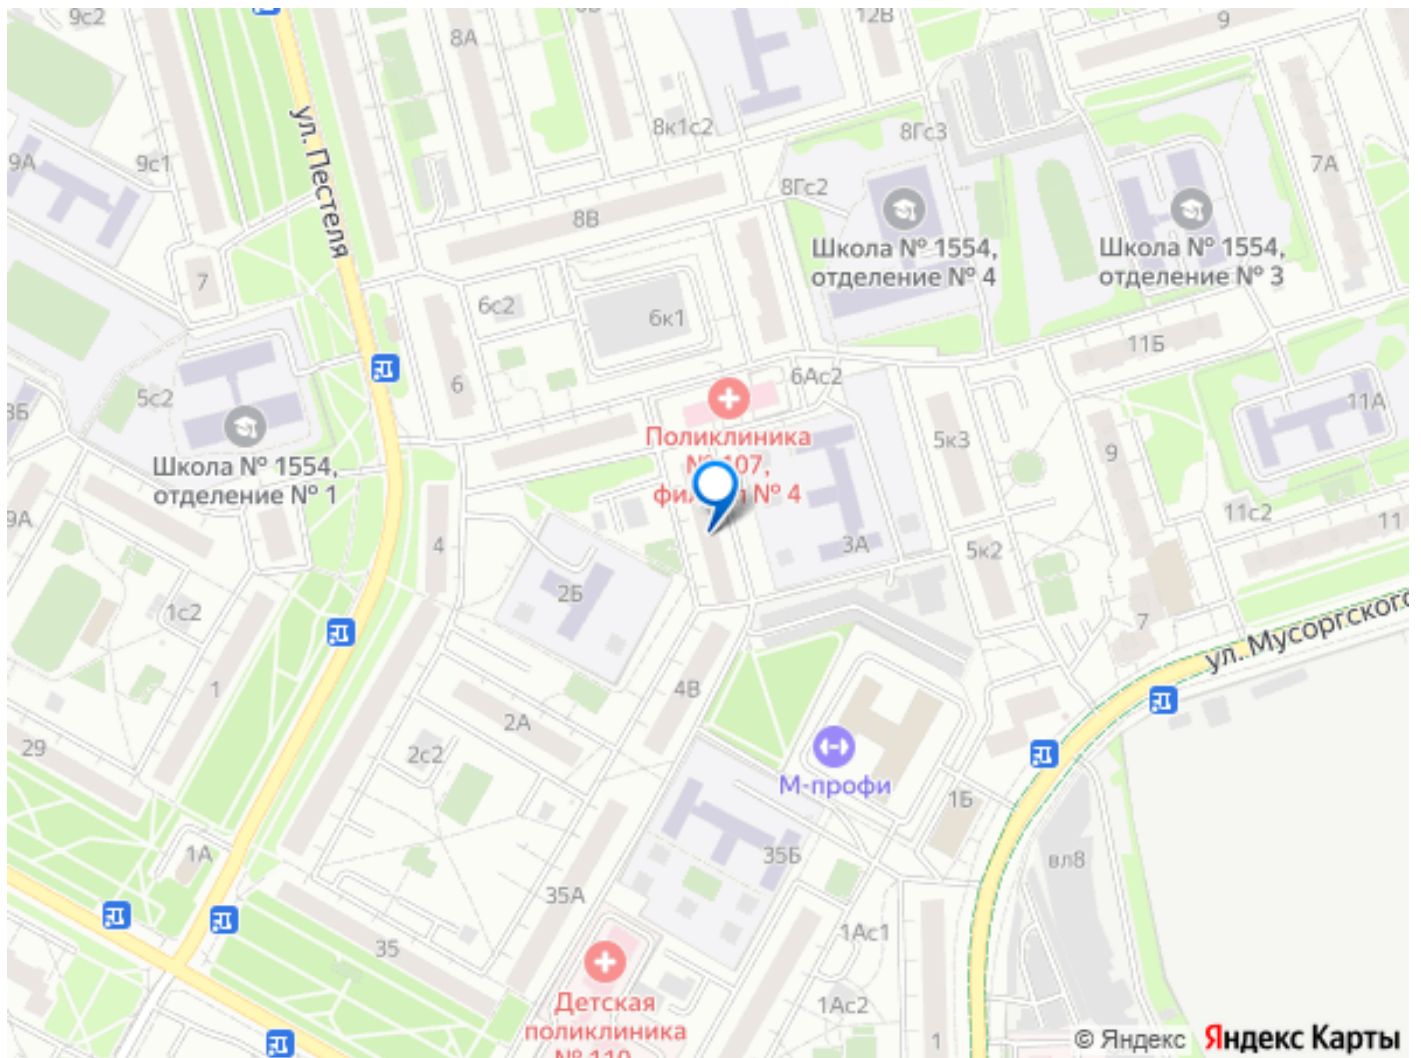 9с2
8А
12В
9
ул. Пестеля
8к1с2
8Гс3
9А
9с1
7А
8Гс2
8В
Школа № 1554,
отделение № 4
Школа № 1554,
отделение № 3
7
6с2
6к1
11Б
6
6Ас2
5с2
11А
Поликлиника
№ 107,
филиал № 4
5к3
9
Школа № 1554,
отделение № 1
9А
11с2
11
4
3А
5к2
2Б
1с2
7
ул. Мусоргского
1
4В
2А
29
2с2
М-профи
1Б
1А
35Б
вл8
35А
35
1Ас1
Детская
поликлиника
№ 110
1Ас2
1
© Яндекс Яндекс Карты